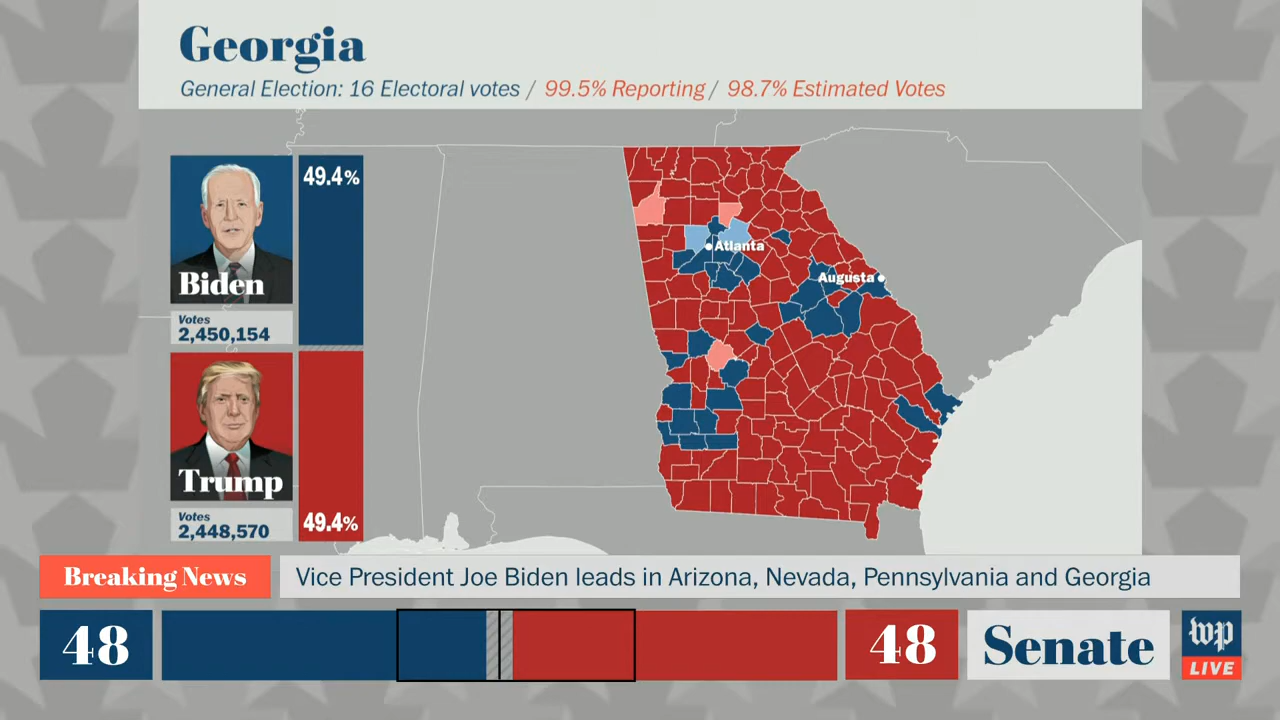 Georgia
General Election: 16 Electoral votes / 99.5% Reporting / 98.7% Estimated Votes
49.4%
Biden
Votes
2,450,154
Trump
Votes
2,448,570
49.4%
Atlanta
Augusta
Breaking News
Vice President Joe Biden leads in Arizona, Nevada, Pennsylvania and Georgia
48
48
Senate
wp
LIVE